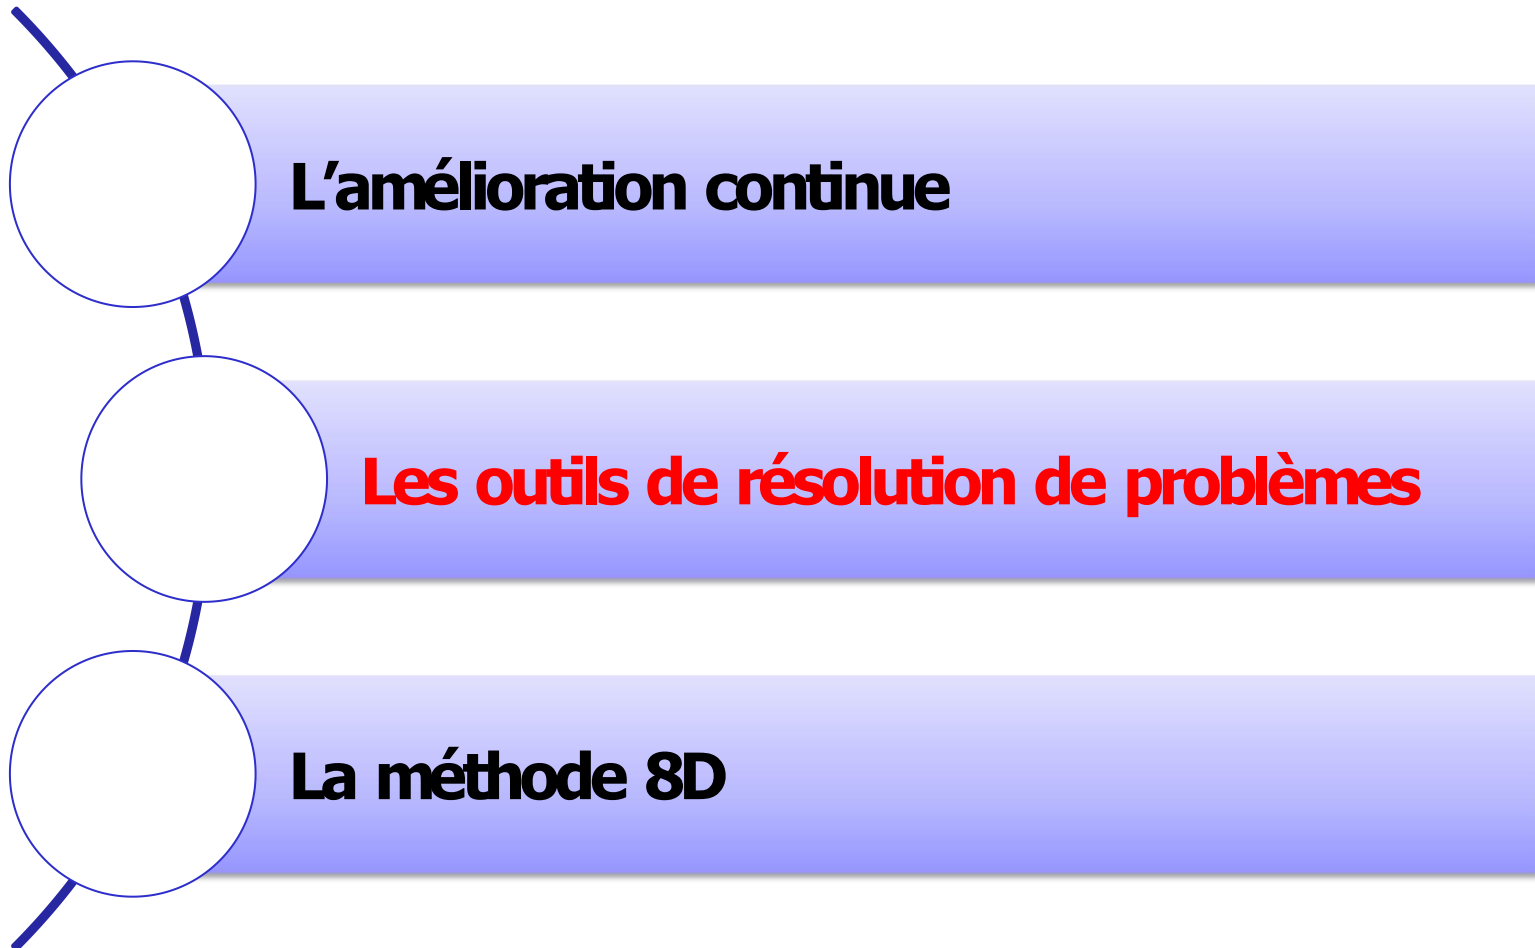 L’amélioration continue
Les outils de résolution de problèmes
La méthode 8D